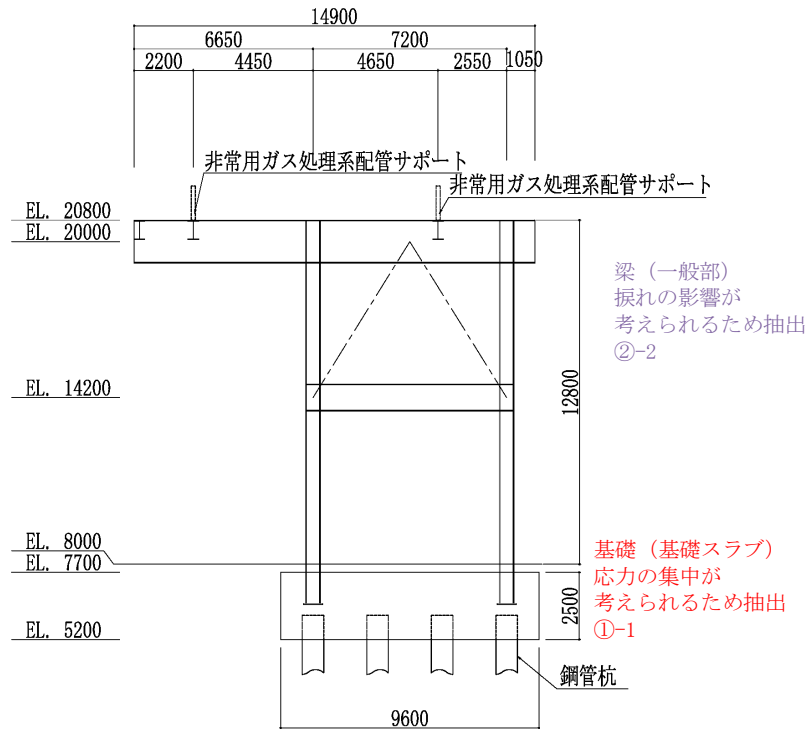 14900
6650
7200
2200
4450
4650
2550
1050
非常用ガス処理系配管サポート
非常用ガス処理系配管サポート
EL. 20800
EL. 20000
梁（一般部）
捩れの影響が
考えられるため抽出
②-2
EL. 14200
12800
EL. 8000
EL. 7700
基礎（基礎スラブ）
応力の集中が
考えられるため抽出
①-1
2500
EL. 5200
鋼管杭
9600